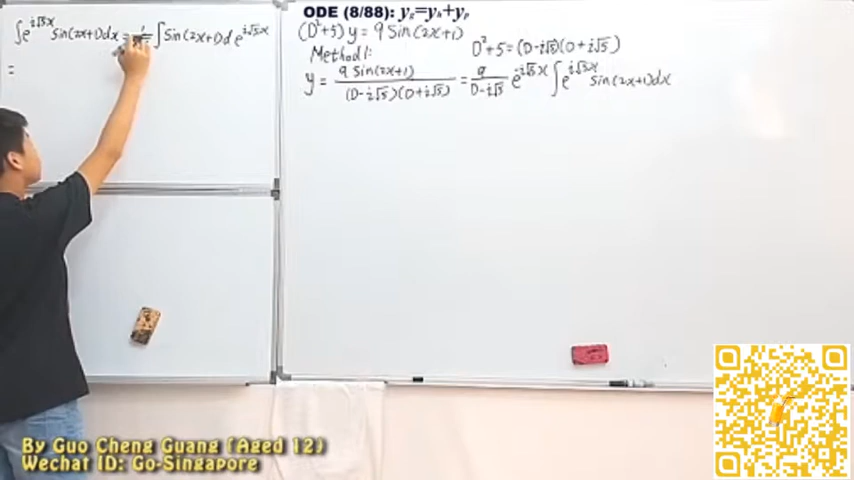 ∫e^{i√5x} sin(2x+1)dx = 1/i√5 ∫sin(2x+1)d e^{i√5x}
=
ODE (8/88): y_g=y_h+y_p
(D²+5) y = 9 Sin(2x+1)
Method 1: D²+5=(D-i√5)(D+i√5)
y = 9 Sin(2x+1) / (D-i√5)(D+i√5) = 9 / D-i√5 e^{-i√5x} ∫e^{i√5x} sin(2x+1)dx
By Guo Cheng Guang (Aged 12)
Wechat ID: Go-Singapore